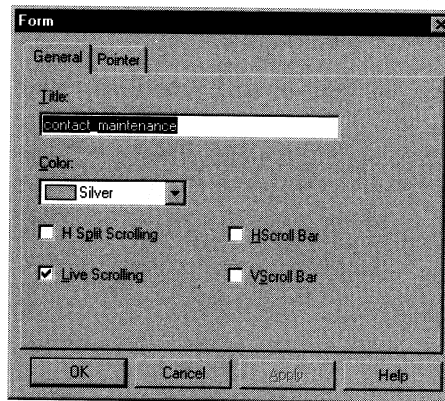 Form
General Pointer
Title:
contact_maintenance
Color:
Silver
H Split Scrolling HScroll Bar
Live Scrolling VScroll Bar
OK Cancel Apply Help